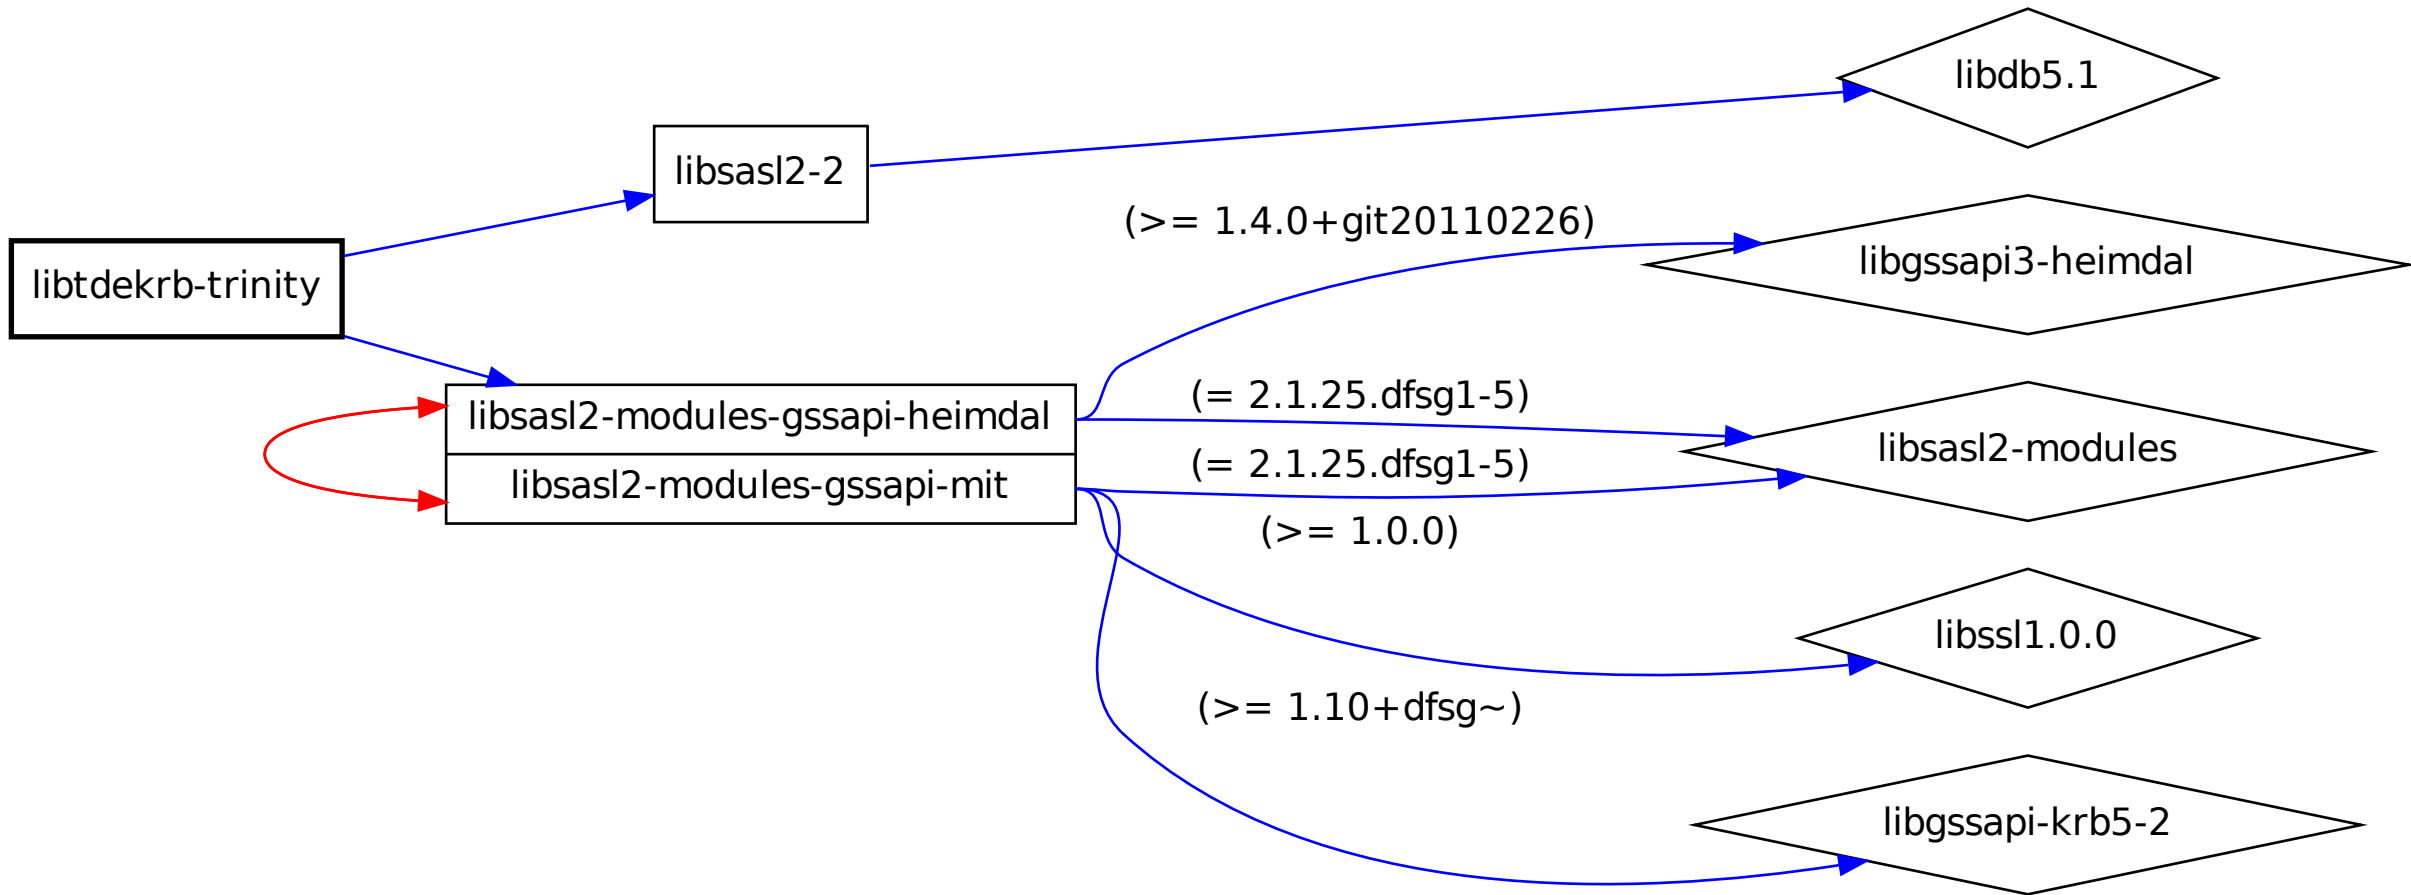 libdb5.1
libsasl2-2
(>= 1.4.0+git20110226)
libgssapi3-heimdal
libtdekrb-trinity
(= 2.1.25.dfsg1-5)
libsasl2-modules-gssapi-heimdal
libsasl2-modules
(= 2.1.25.dfsg1-5)
libsasl2-modules-gssapi-mit
(>= 1.0.0)
libssl1.0.0
(>= 1.10+dfsg~)
libgssapi-krb5-2